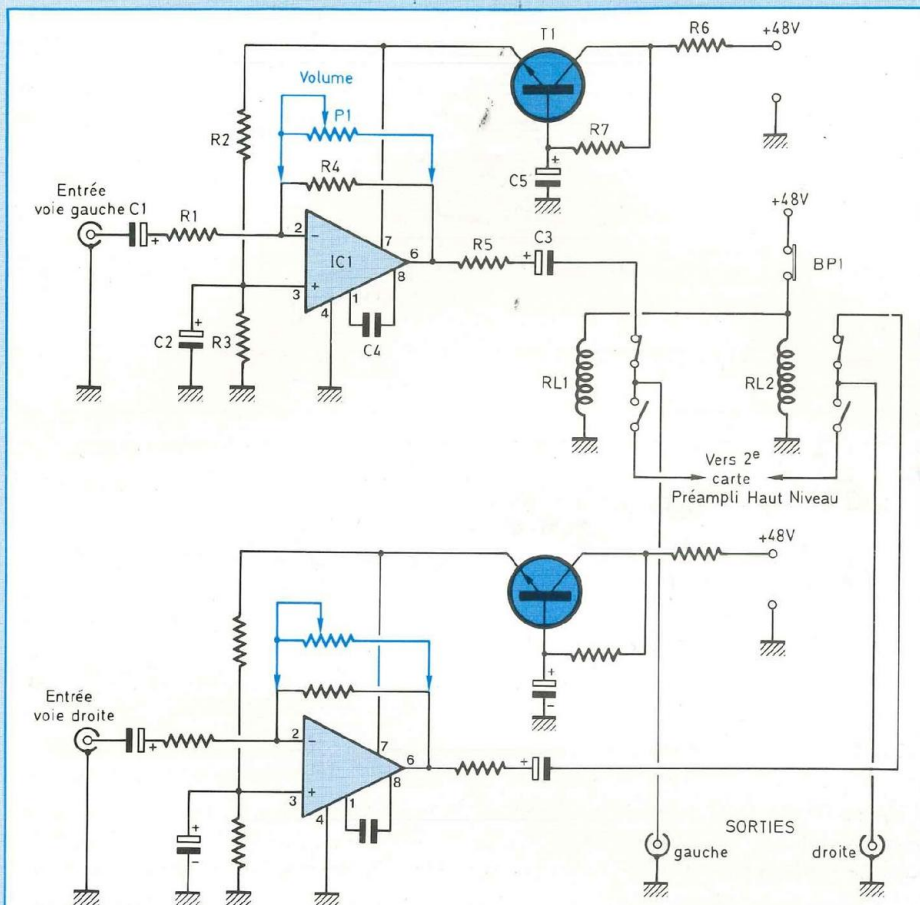 T1
R6
+48V
Volume
P1
R2
R7
R4
C5
Entrée
voie gauche C1
R1
2
-
7
IC1
6
R5
C3
+48V
BP1
8
3
+
1
4
C2
R3
C4
RL1
RL2
Vers 2e
carte
Préampli Haut Niveau
+48V
Entrée
voie droite
2
-
7
6
8
3
+
1
4
SORTIES
gauche
droite